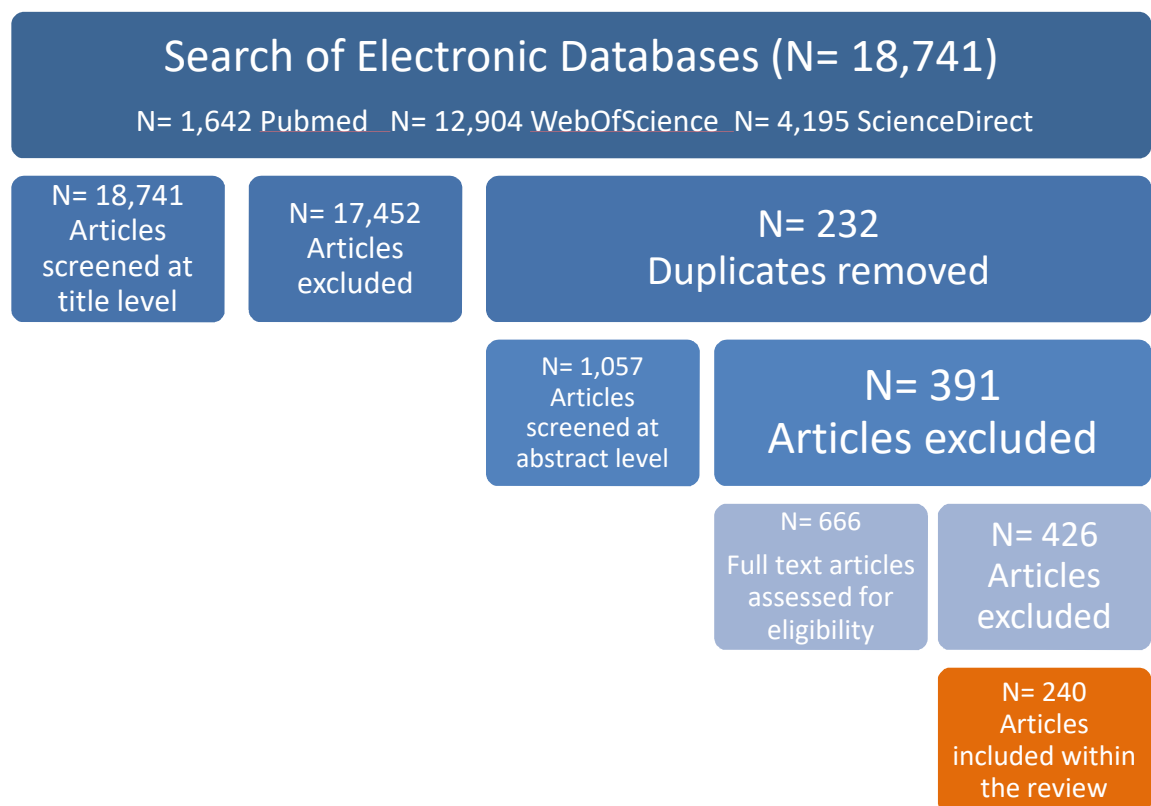 Search of Electronic Databases (N= 18,741)
N= 1,642 Pubmed N= 12,904 WebOfScience N= 4,195 ScienceDirect
N= 18,741
Articles
screened at
title level
N= 17,452
Articles
excluded
N= 232
Duplicates removed
N= 1,057
Articles
screened at
abstract level
N= 391
Articles excluded
N= 666
Full text articles
assessed for
eligibility
N= 426
Articles
excluded
N= 240
Articles
included within
the review